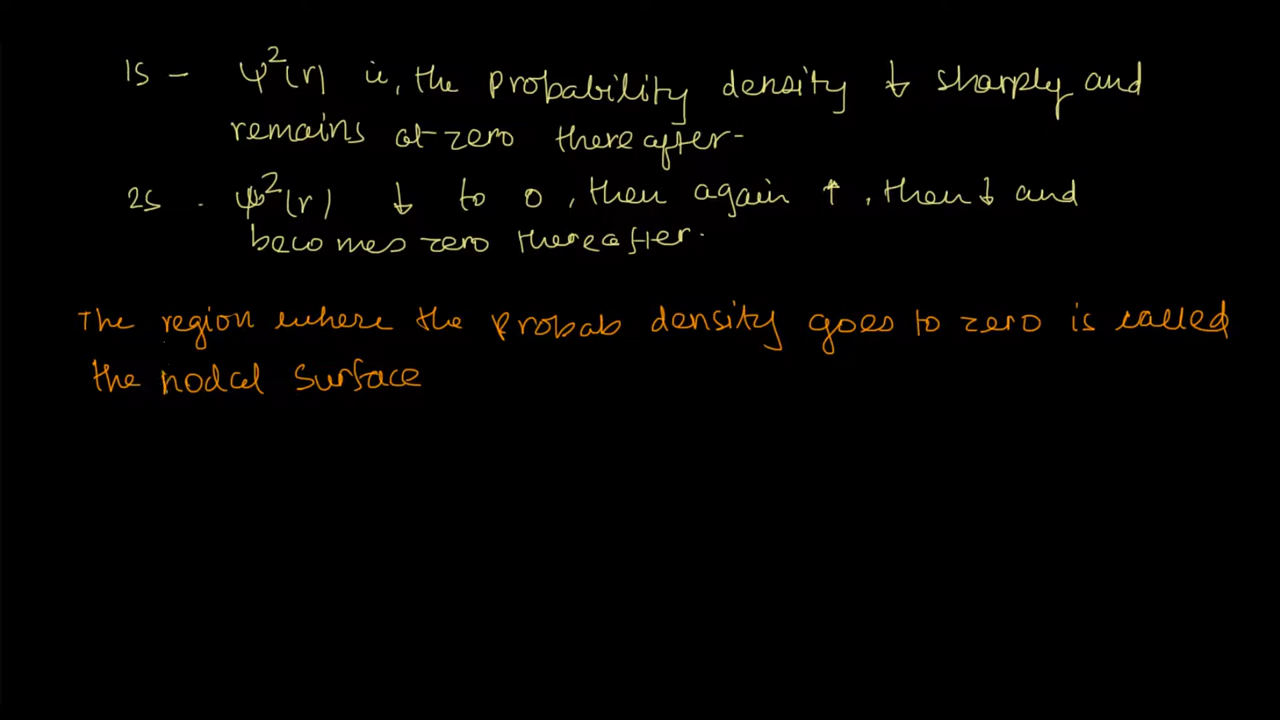 1S - ψ²(r) ie, the probability density ↓ sharply and
remains at zero thereafter-
2S . ψ²(r) ↓ to 0, then again ↑, then ↓ and
becomes zero thereafter.
The region where the probab density goes to zero is called
the nodal surface